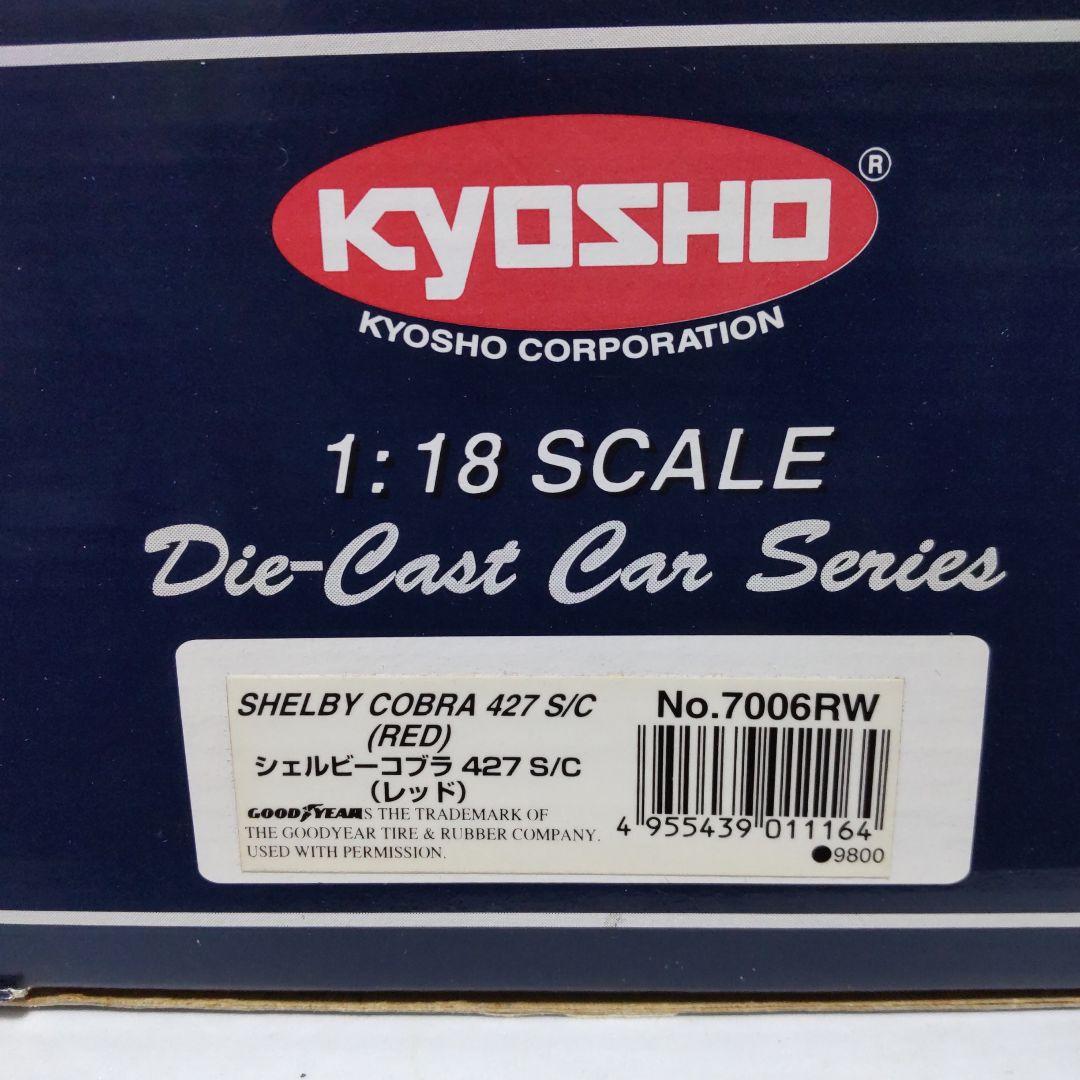 KYOSHO ®
KYOSHO CORPORATION
1:18 SCALE
Die-Cast Car Series
SHELBY COBRA 427 S/C
(RED)
シェルビーコブラ 427 S/C
(レッド)
GOODYEAR IS THE TRADEMARK OF
THE GOODYEAR TIRE & RUBBER COMPANY.
USED WITH PERMISSION.
No.7006RW
4 955439 011164
●9800